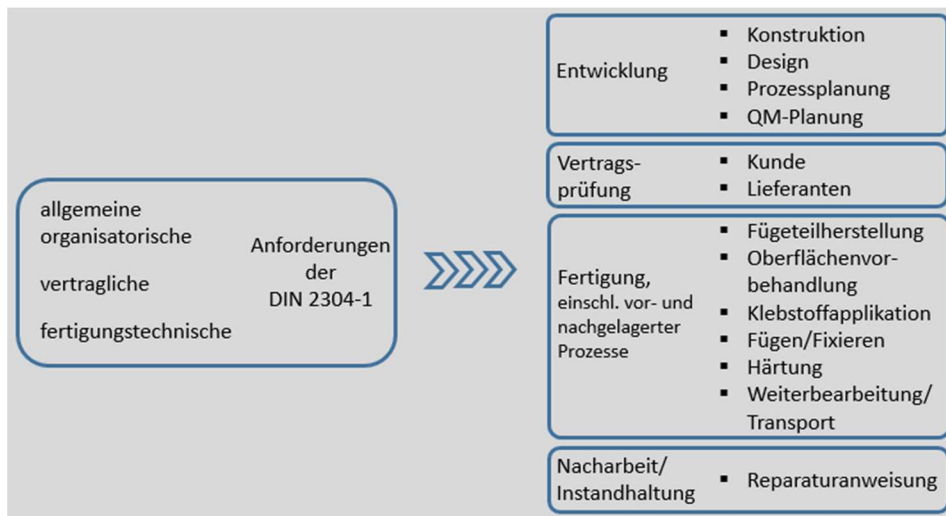 allgemeine
organisatorische
vertragliche
fertigungstechnische
Anforderungen
der
DIN 2304-1
Entwicklung
▪ Konstruktion
▪ Design
▪ Prozessplanung
▪ QM-Planung
Vertrags-
prüfung
▪ Kunde
▪ Lieferanten
Fertigung,
einschl. vor- und
nachgelagerter
Prozesse
▪ Fügeteilherstellung
▪ Oberflächenvor-
behandlung
▪ Klebstoffapplikation
▪ Fügen/Fixieren
▪ Härtung
▪ Weiterbearbeitung/
Transport
Nacharbeit/
Instandhaltung
▪ Reparaturanweisung